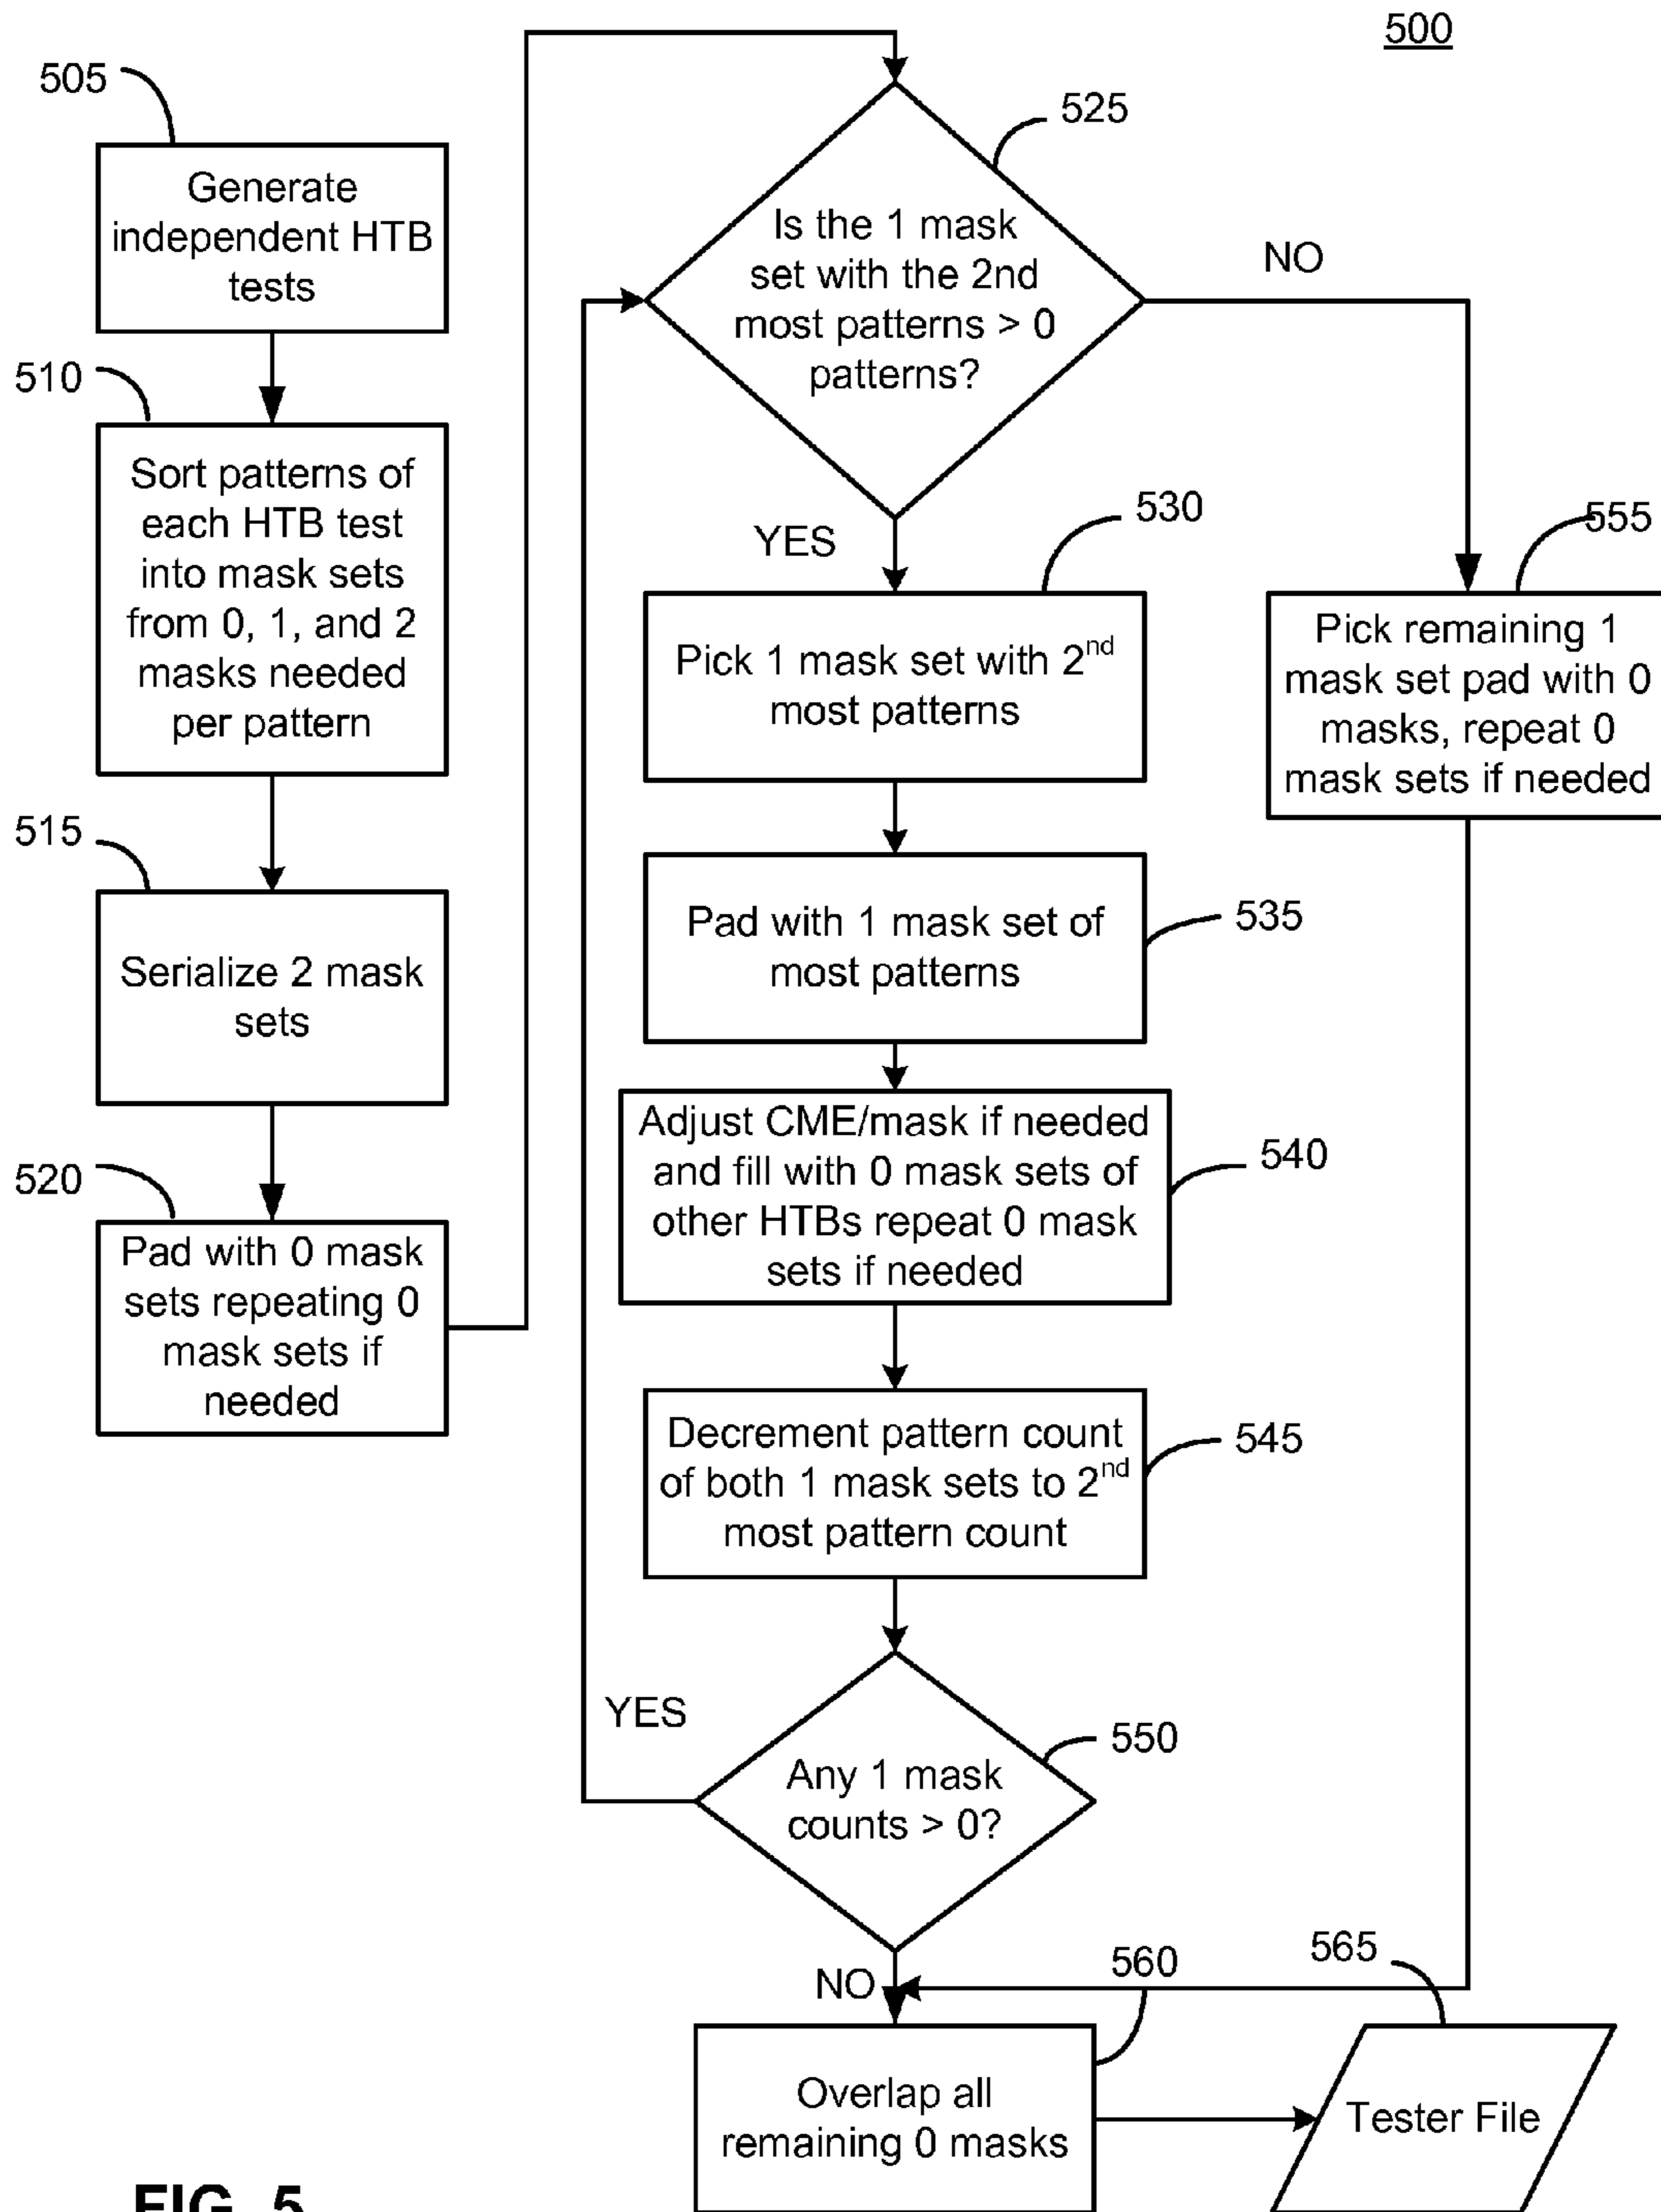 500
505
Generate
independent HTB
tests
510
Sort patterns of
each HTB test
into mask sets
from 0, 1, and 2
masks needed
per pattern
515
Serialize 2 mask
sets
520
Pad with 0 mask
sets repeating 0
mask sets if
needed
525
Is the 1 mask
set with the 2nd
most patterns > 0
patterns?
NO
YES
530
Pick 1 mask set with 2nd
most patterns
555
Pick remaining 1
mask set pad with 0
masks, repeat 0
mask sets if needed
Pad with 1 mask set of
most patterns
535
Adjust CME/mask if needed
and fill with 0 mask sets of
other HTBs repeat 0 mask
sets if needed
540
Decrement pattern count
of both 1 mask sets to 2nd
most pattern count
545
YES
Any 1 mask
counts > 0?
550
NO
560
565
Overlap all
remaining 0 masks
Tester File
FIG. 5